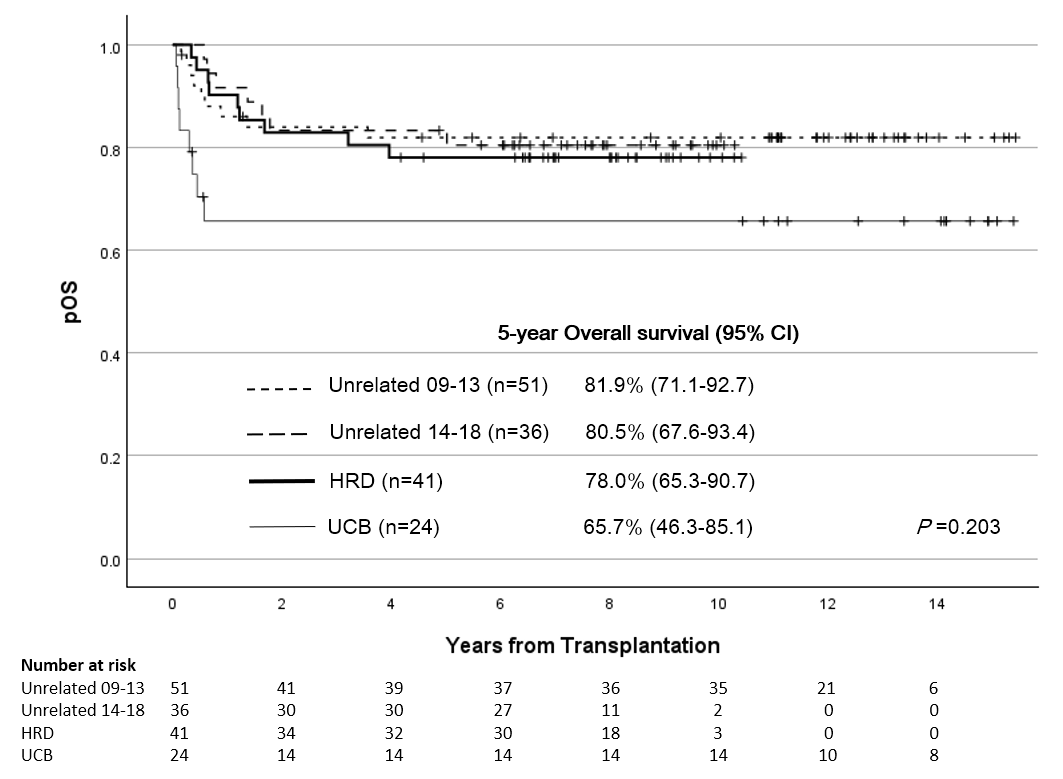 1.0
0.8
0.6
0.4
0.2
0.0
pOS
5-year Overall survival (95% CI)
Unrelated 09-13 (n=51) 81.9% (71.1-92.7)
Unrelated 14-18 (n=36) 80.5% (67.6-93.4)
HRD (n=41) 78.0% (65.3-90.7)
UCB (n=24) 65.7% (46.3-85.1) P=0.203
0 2 4 6 8 10 12 14
Years from Transplantation
Number at risk
Unrelated 09-13 51 41 39 37 36 35 21 6
Unrelated 14-18 36 30 30 27 11 2 0 0
HRD 41 34 32 30 18 3 0 0
UCB 24 14 14 14 14 14 10 8